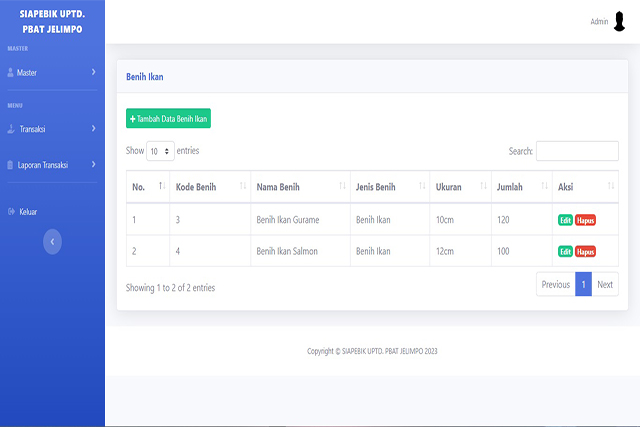 SIAPEBIK UPTD.
PBAT JELIMPO
MASTER
Master
MENU
Transaksi
Laporan Transaksi
Keluar
Admin
Benih Ikan
+ Tambah Data Benih Ikan
Show 10 entries
Search:
No. Kode Benih Nama Benih Jenis Benih Ukuran Jumlah Aksi
1 3 Benih Ikan Gurame Benih Ikan 10cm 120 Edit Hapus
2 4 Benih Ikan Salmon Benih Ikan 12cm 100 Edit Hapus
Showing 1 to 2 of 2 entries
Previous 1 Next
Copyright © SIAPEBIK UPTD. PBAT JELIMPO 2023